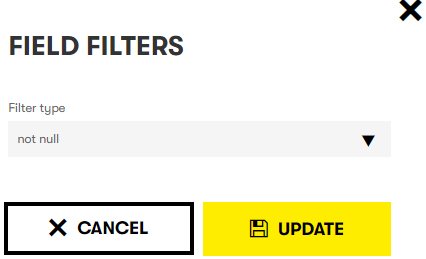 FIELD FILTERS
Filter type
not null
CANCEL
UPDATE